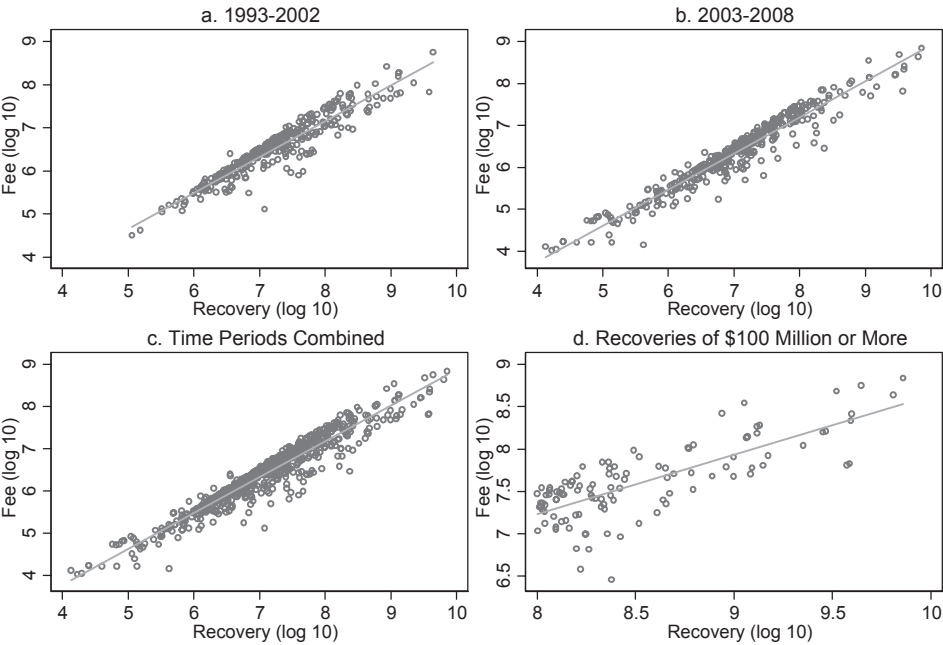 a. 1993-2002
Fee (log 10)
9
8
7
6
5
4
4 5 6 7 8 9 10
Recovery (log 10)
b. 2003-2008
Fee (log 10)
9
8
7
6
5
4
4 5 6 7 8 9 10
Recovery (log 10)
c. Time Periods Combined
Fee (log 10)
9
8
7
6
5
4
4 5 6 7 8 9 10
Recovery (log 10)
d. Recoveries of $100 Million or More
Fee (log 10)
9
8.5
8
7.5
7
6.5
8 8.5 9 9.5 10
Recovery (log 10)